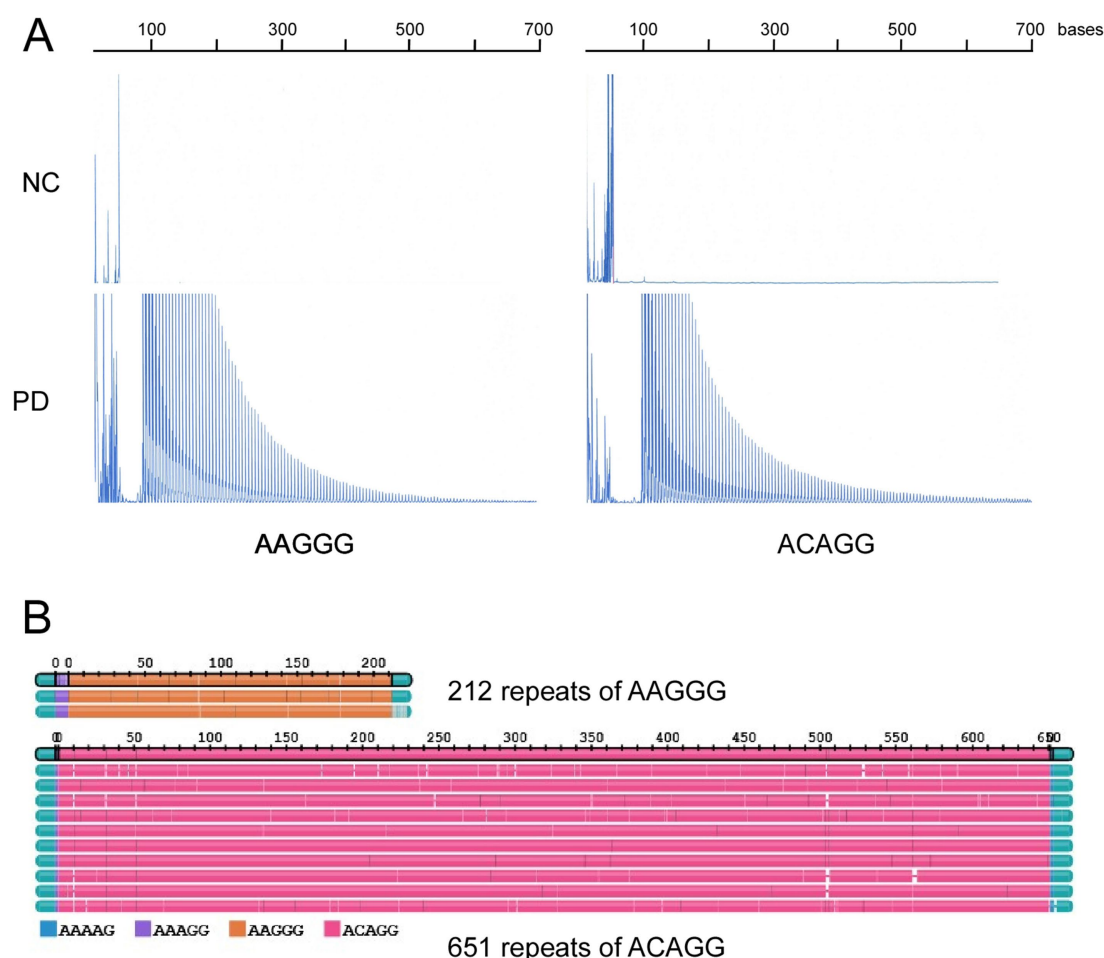 A
100 300 500 700 100 300 500 700 bases
NC
PD
AAGGG ACAGG
B
0 0 50 100 150 200
212 repeats of AAGGG
0 50 100 150 200 250 300 350 400 450 500 550 600
AAAAG AAAGG AAGGG ACAGG
651 repeats of ACAGG